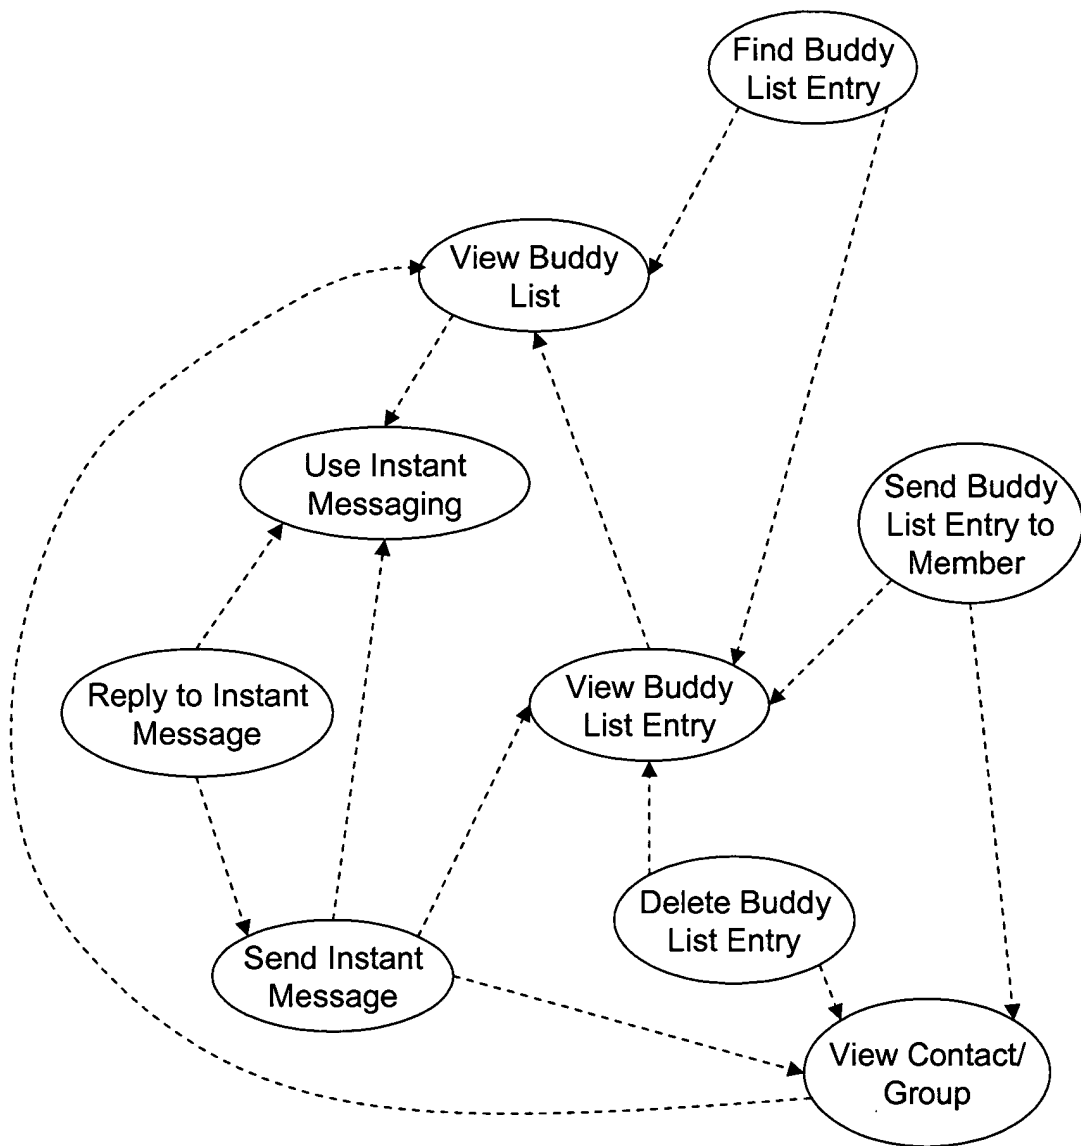 Find Buddy
List Entry
View Buddy
List
Use Instant
Messaging
Send Buddy
List Entry to
Member
Reply to Instant
Message
View Buddy
List Entry
Delete Buddy
List Entry
Send Instant
Message
View Contact/
Group